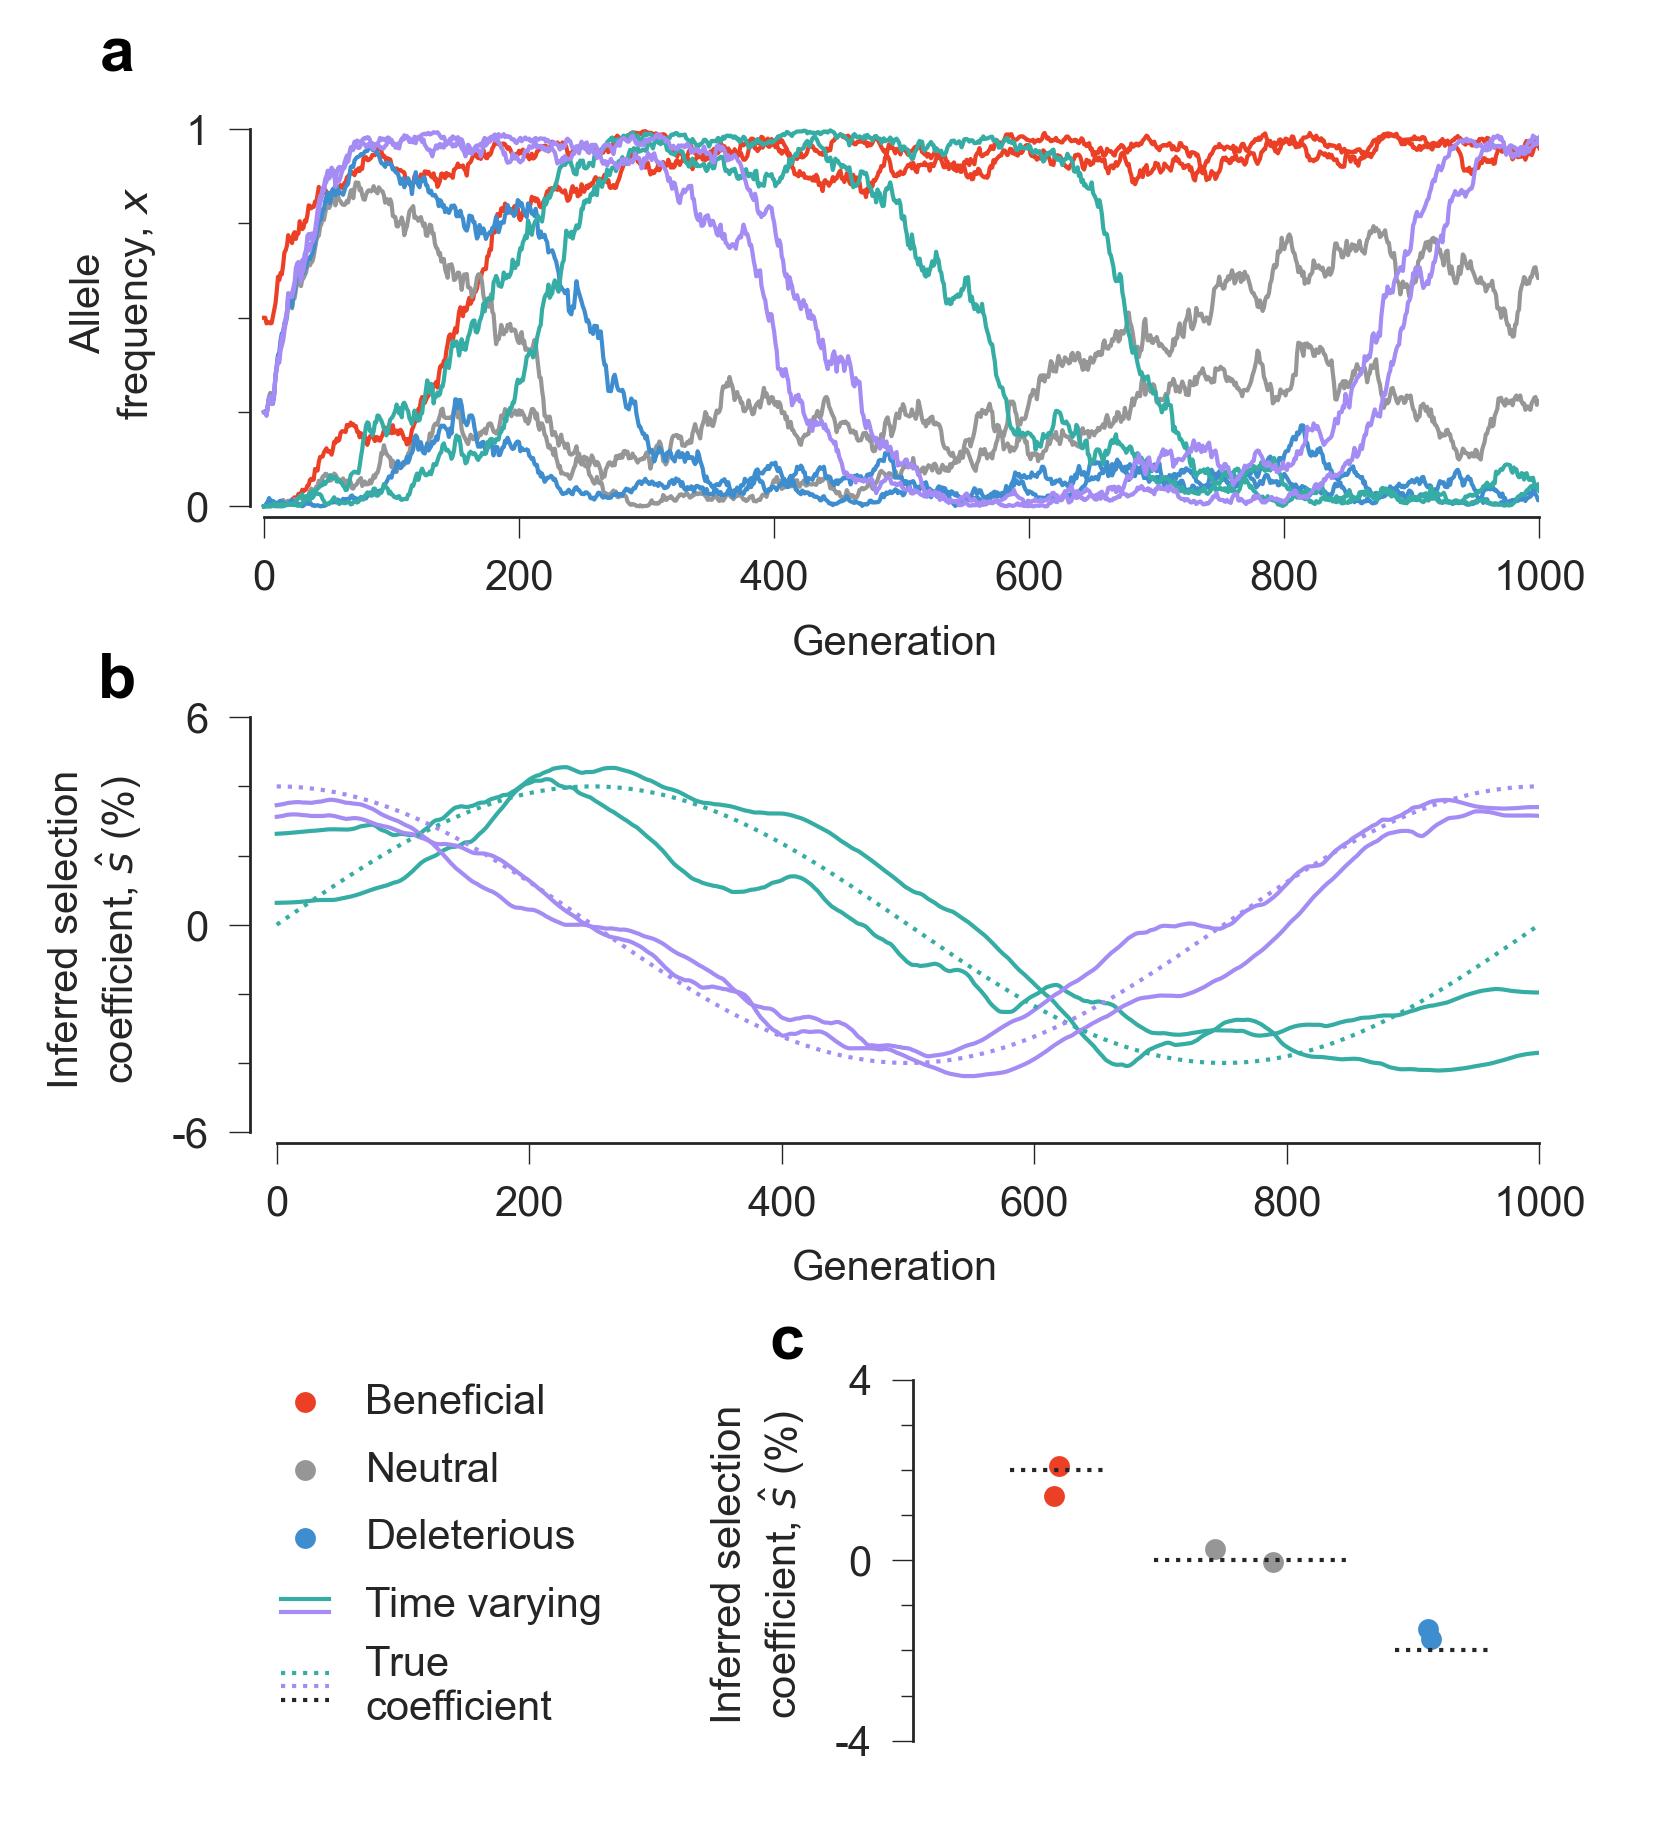 a
1
0
Allele
frequency, x
0 200 400 600 800 1000
Generation
b
6
0
-6
Inferred selection
coefficient, ŝ (%)
0 200 400 600 800 1000
Generation
Beneficial
Neutral
Deleterious
Time varying
True
coefficient
c
4
0
-4
Inferred selection
coefficient, ŝ (%)